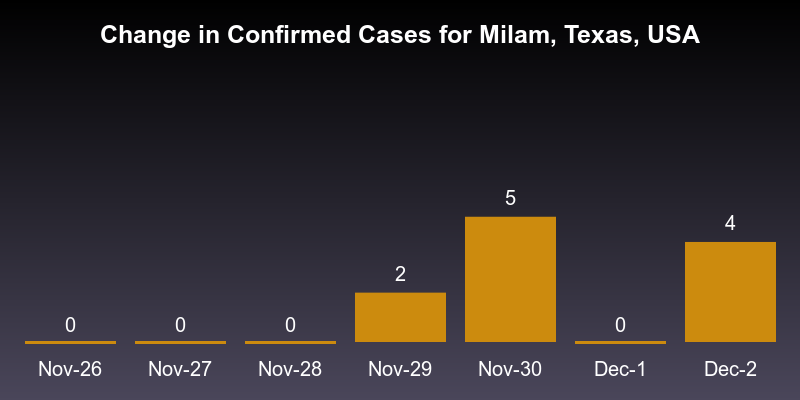 Change in Confirmed Cases for Milam, Texas, USA
5
4
2
0
0
0
0
Nov-26
Nov-27
Nov-28
Nov-29
Nov-30
Dec-1
Dec-2